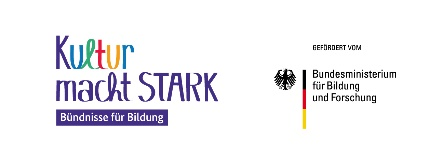 Kultur
macht STARK
Bündnisse für Bildung
GEFÖRDERT VOM
Bundesministerium
für Bildung
und Forschung